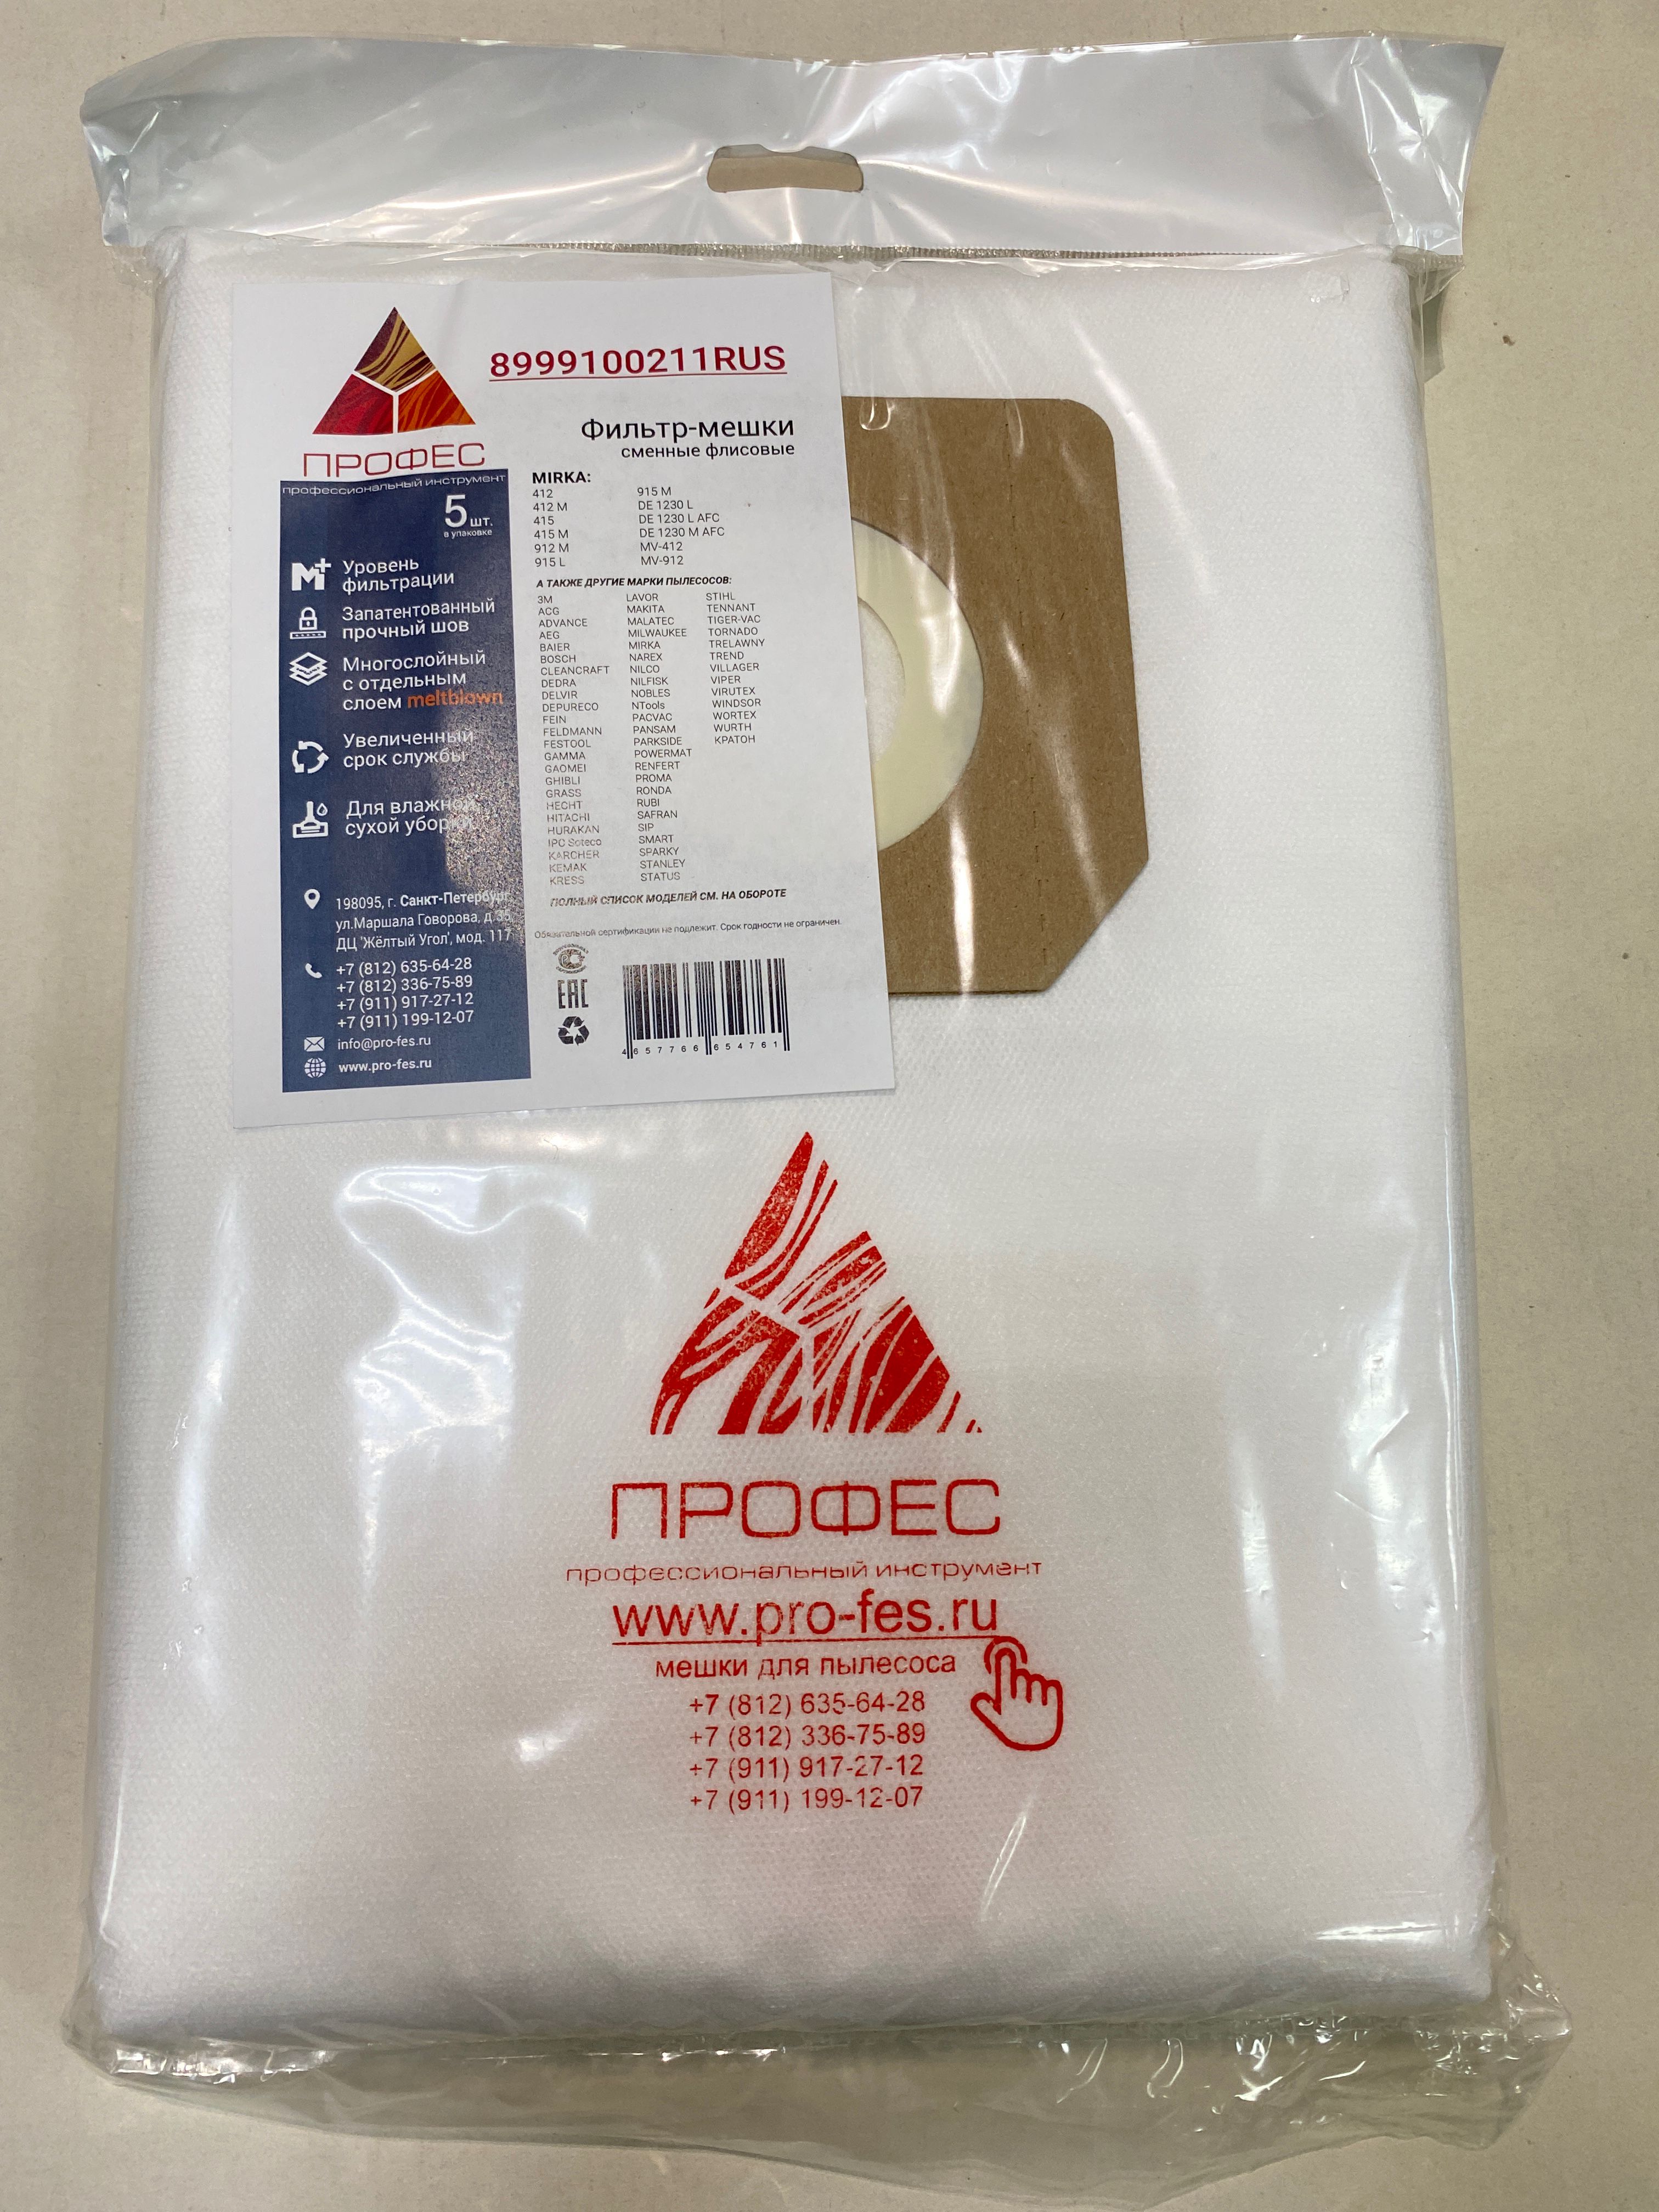 8999100211RUS
ПРОФЕС
профессиональный инструмент
5 шт.
в упаковке
M+ Уровень
фильтрации
Запатентованный
прочный шов
Многослойный
с отдельным
слоем meltblown
Увеличенный
срок службы
Для влажной
сухой уборки
198095, г. Санкт-Петербург
ул.Маршала Говорова, д.35,
ДЦ 'Жёлтый Угол', мод. 117
+7 (812) 635-64-28
+7 (812) 336-75-89
+7 (911) 917-27-12
+7 (911) 199-12-07
info@pro-fes.ru
www.pro-fes.ru
Фильтр-мешки
сменные флисовые
MIRKA:
412
412 M
415
415 M
912 M
915 L
915 M
DE 1230 L
DE 1230 L AFC
DE 1230 M AFC
MV-412
MV-912
А ТАКЖЕ ДРУГИЕ МАРКИ ПЫЛЕСОСОВ:
3M
ACG
ADVANCE
AEG
BAIER
BOSCH
CLEANCRAFT
DEDRA
DELVIR
DEPURECO
FEIN
FELDMANN
FESTOOL
GAMMA
GAOMEI
GHIBLI
GRASS
HECHT
HITACHI
HURAKAN
IPC Soteco
KARCHER
KEMAK
KRESS
LAVOR
MAKITA
MALATEC
MILWAUKEE
MIRKA
NAREX
NILCO
NILFISK
NOBLES
NTools
PACVAC
PANSAM
PARKSIDE
POWERMAT
RENFERT
PROMA
RONDA
RUBI
SAFRAN
SIP
SMART
SPARKY
STANLEY
STATUS
STIHL
TENNANT
TIGER-VAC
TORNADO
TRELAWNY
TREND
VILLAGER
VIPER
VIRUTEX
WINDSOR
WORTEX
WURTH
КРАТОН
ПОЛНЫЙ СПИСОК МОДЕЛЕЙ СМ. НА ОБОРОТЕ
Обязательной сертификации не подлежит. Срок годности не ограничен.
EAC
4 657766 654761
ПРОФЕС
профессиональный инструмент
www.pro-fes.ru
мешки для пылесоса
+7 (812) 635-64-28
+7 (812) 336-75-89
+7 (911) 917-27-12
+7 (911) 199-12-07